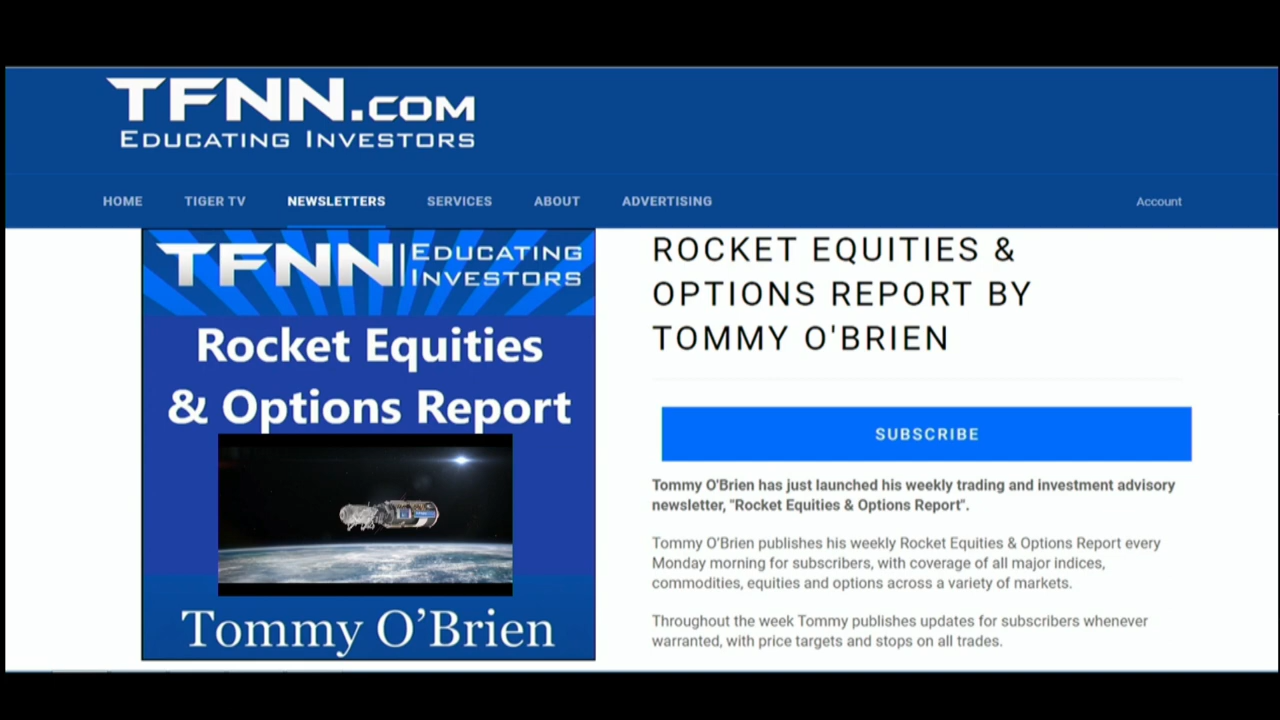 TFNN.COM
EDUCATING INVESTORS
HOME TIGER TV NEWSLETTERS SERVICES ABOUT ADVERTISING Account
TFNN EDUCATING
INVESTORS
Rocket Equities
& Options Report
Tommy O’Brien
ROCKET EQUITIES &
OPTIONS REPORT BY
TOMMY O'BRIEN
SUBSCRIBE
Tommy O'Brien has just launched his weekly trading and investment advisory
newsletter, "Rocket Equities & Options Report".
Tommy O’Brien publishes his weekly Rocket Equities & Options Report every
Monday morning for subscribers, with coverage of all major indices,
commodities, equities and options across a variety of markets.
Throughout the week Tommy publishes updates for subscribers whenever
warranted, with price targets and stops on all trades.